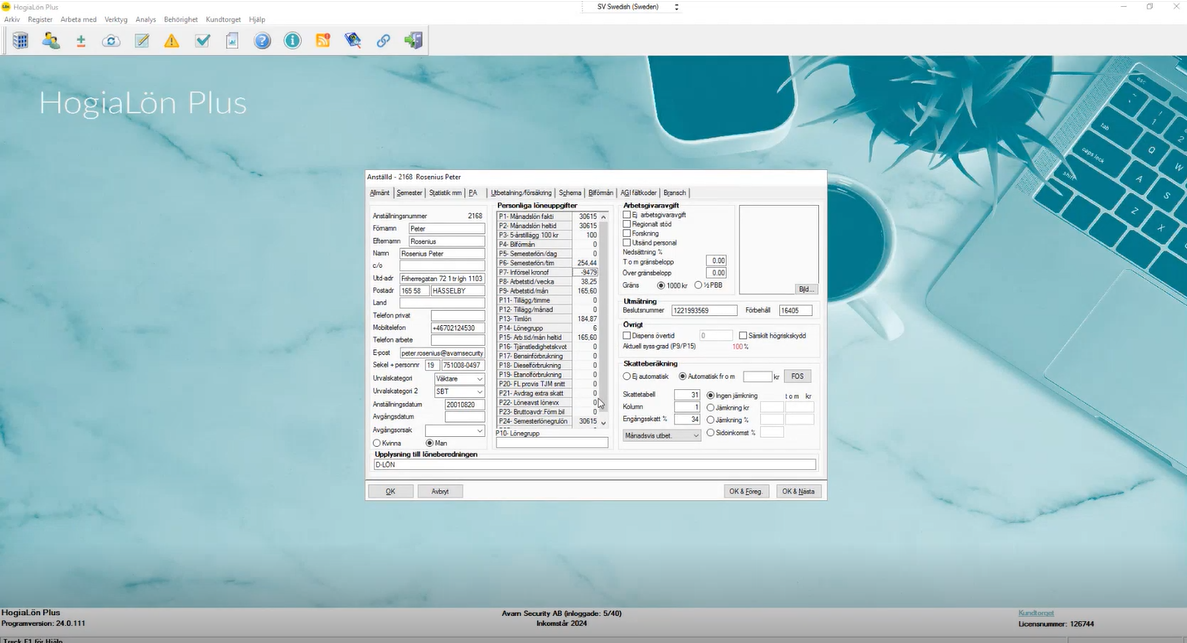 HogiaLön Plus
SV Swedish (Sweden)
Arkiv Register Arbeta med Verktyg Analys Behörighet Kundtorget Hjälp
HogiaLön Plus
Anställd - 2168 Rosenius Peter
Allmänt Semester Statistik mm PA Utbetalning/försäkring Schema Bilförmån AGI fältkoder Bransch
Anställningsnummer 2168
Förnamn Peter
Efternamn Rosenius
Namn Rosenius Peter
c/o
Utd-adr Friherregatan 72 1 tr lgh 1103
Postadr 165 58 HÄSSELBY
Land
Telefon privat
Mobiltelefon +46702124530
Telefon arbete
E-post peter.rosenius@avarnsecurity
Sekel + personnr 19 751008-0497
Urvalskategori Väktare
Urvalskategori 2 SBT
Anställningsdatum 20010820
Avgångsdatum
Avgångsorsak
Kvinna Man
Personliga löneuppgifter
P1- Månadslön fakti 30615
P2- Månadslön heltid 30615
P3- 5-årstillägg 100 kr 100
P4- Bilförmån 0
P5- Semesterlön/dag 0
P6- Semesterlön/tim 254,44
P7- Införsel kronof -9479
P8- Arbetstid/vecka 38,25
P9- Arbetstid/mån 165,60
P11- Tillägg/timme 0
P12- Tillägg/månad 0
P13- Timlön 184,87
P14- Lönegrupp 6
P15- Arb.tid/mån heltid 165,60
P16- Tjänstledighetskvot 0
P17- Bensinförbrukning 0
P18- Dieselförbrukning 0
P19- Etanolförbrukning 0
P20- FL provis TJM snitt 0
P21- Avdrag extra skatt 0
P22- Löneavst lönevx 0
P23- Bruttoavdr.Förm.bil 0
P24- Semesterlönegrulön 30615
P10- Lönegrupp
Arbetsgivaravgift
Ej arbetsgivaravgift
Regionalt stöd
Forskning
Utsänd personal
Nedsättning %
T o m gränsbelopp 0.00
Över gränsbelopp 0.00
Gräns 1000 kr ½ PBB
Bild...
Utmätning
Beslutsnummer 1221993569 Förbehåll 16405
Övrigt
Dispens övertid 0 Särskilt högriskskydd
Aktuell syss-grad (P9/P15) 100%
Skatteberäkning
Ej automatisk Automatisk fr o m kr FOS
Skattetabell 31 Ingen jämkning t o m kr
Kolumn 1 Jämkning kr
Engångsskatt % 34 Jämkning %
Månadsvis utbet. Sidoinkomst %
Upplysning till löneberedningen
D-LÖN
OK Avbryt OK & Föreg. OK & Nästa
HogiaLön Plus Avarn Security AB (inloggade: 5/40) Kundtorget
Programversion: 24.0.111 Inkomstår 2024 Licensnummer: 126744
Tryck F1 för Hjälp